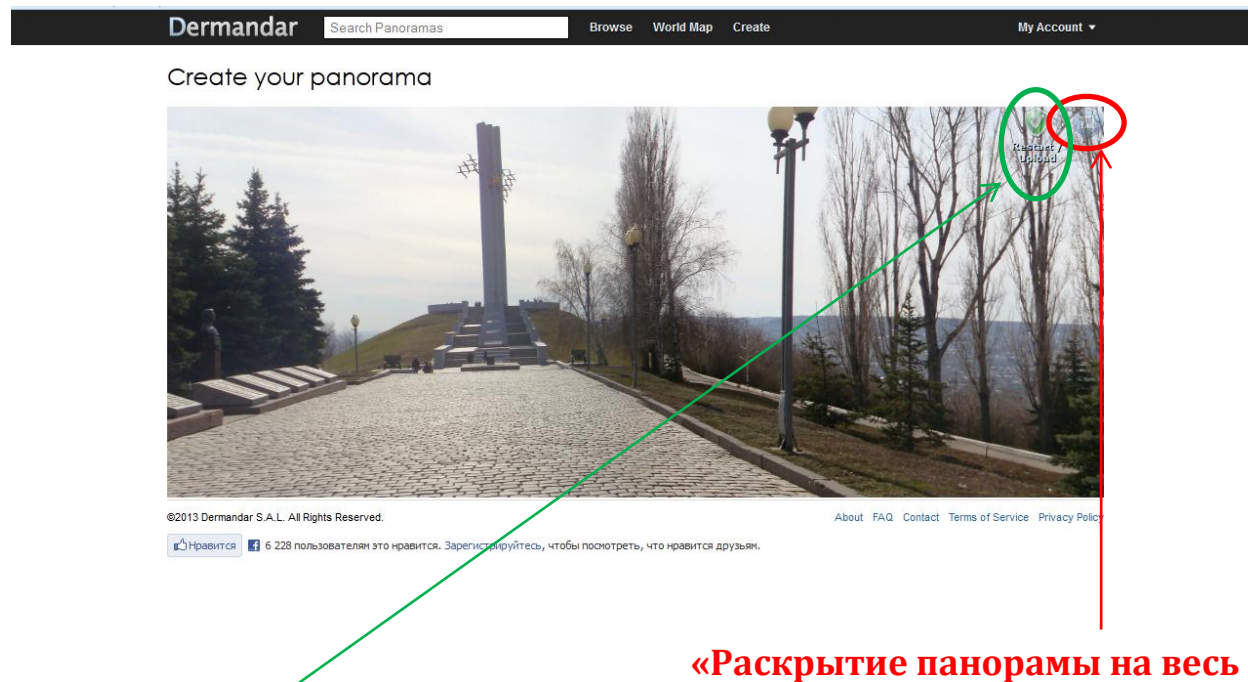 Dermandar Search Panoramas Browse World Map Create My Account
Create your panorama
Restart /
Upload
©2013 Dermandar S.A.L. All Rights Reserved. About FAQ Contact Terms of Service Privacy Policy
Нравится 6 228 пользователям это нравится. Зарегистрируйтесь, чтобы посмотреть, что нравится друзьям.
«Раскрытие панорамы на весь